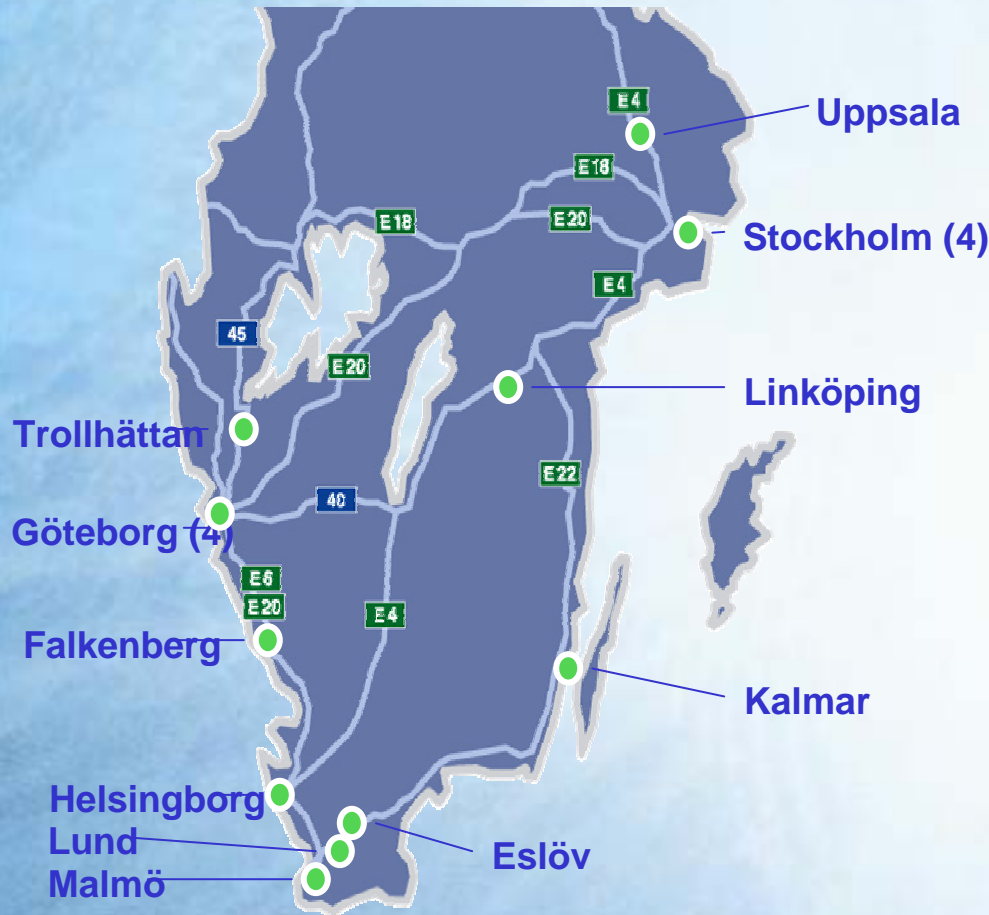 E4
Uppsala
E18
E18
E20
Stockholm (4)
E4
45
E20
Linköping
Trollhättan
E22
40
Göteborg (4)
E6
E20
E4
Falkenberg
Kalmar
Helsingborg
Lund
Eslöv
Malmö